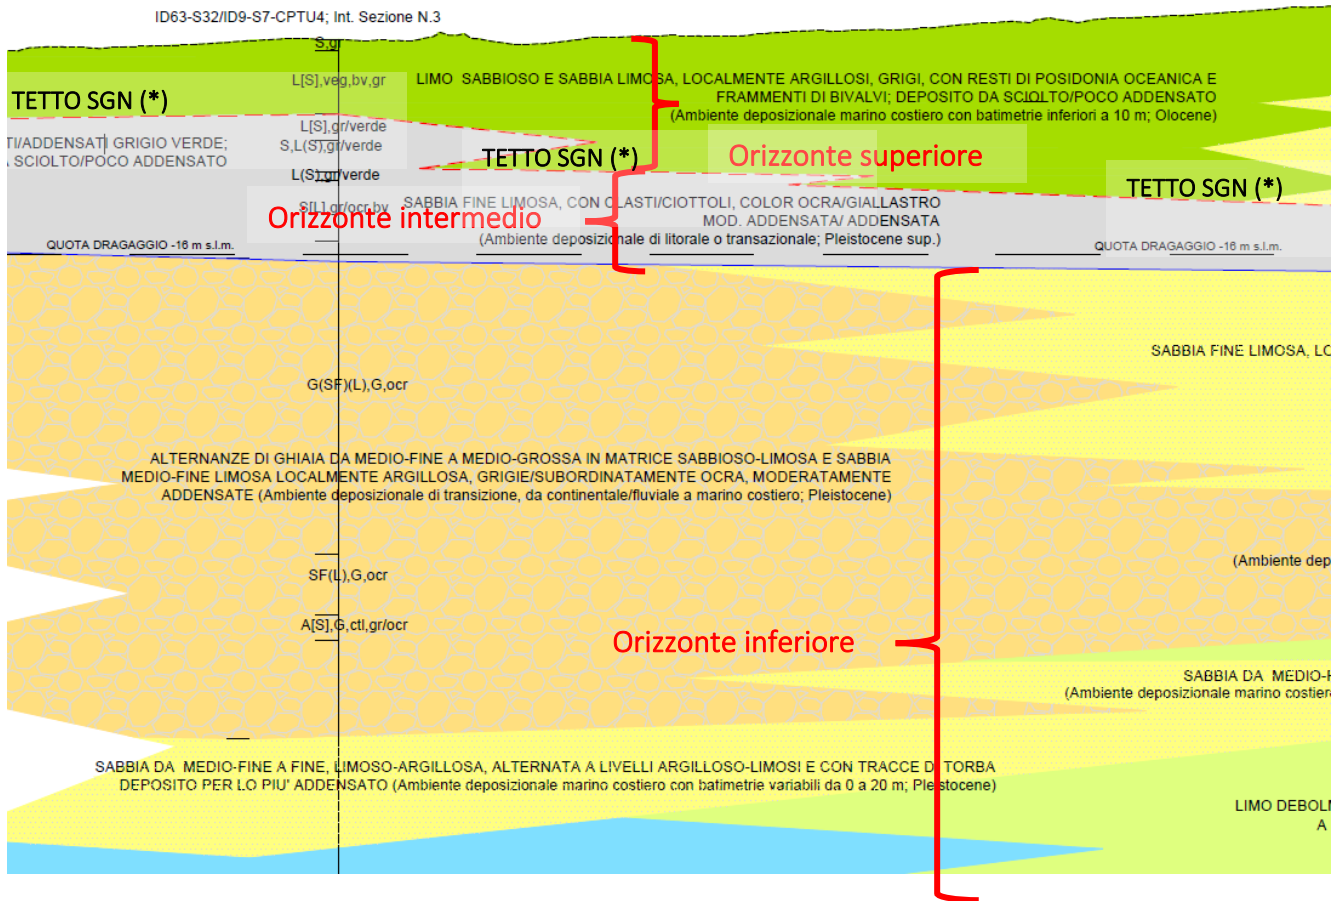 ID63-S32/ID9-S7-CPTU4; Int. Sezione N.3
S,gr
L[S],veg,bv,gr
LIMO SABBIOSO E SABBIA LIMOSA, LOCALMENTE ARGILLOSI, GRIGI, CON RESTI DI POSIDONIA OCEANICA E
FRAMMENTI DI BIVALVI; DEPOSITO DA SCIOLTO/POCO ADDENSATO
(Ambiente deposizionale marino costiero con batimetrie inferiori a 10 m; Olocene)
TETTO SGN (*)
L[S],gr/verde
TI/ADDENSATI GRIGIO VERDE;
A SCIOLTO/POCO ADDENSATO
S,L(S),gr/verde
TETTO SGN (*)
Orizzonte superiore
L(S),gr/verde
TETTO SGN (*)
S[L],gr/ocr,bv
Orizzonte intermedio
SABBIA FINE LIMOSA, CON CLASTI/CIOTTOLI, COLOR OCRA/GIALLASTRO
MOD. ADDENSATA/ ADDENSATA
(Ambiente deposizionale di litorale o transazionale; Pleistocene sup.)
QUOTA DRAGAGGIO -16 m s.l.m.
QUOTA DRAGAGGIO -16 m s.l.m.
SABBIA FINE LIMOSA, LO
G(SF)(L),G,ocr
ALTERNANZE DI GHIAIA DA MEDIO-FINE A MEDIO-GROSSA IN MATRICE SABBIOSO-LIMOSA E SABBIA
MEDIO-FINE LIMOSA LOCALMENTE ARGILLOSA, GRIGIE/SUBORDINATAMENTE OCRA, MODERATAMENTE
ADDENSATE (Ambiente deposizionale di transizione, da continentale/fluviale a marino costiero; Pleistocene)
(Ambiente dep
SF(L),G,ocr
A[S],G,ctl,gr/ocr
Orizzonte inferiore
SABBIA DA MEDIO-F
(Ambiente deposizionale marino costiero
SABBIA DA MEDIO-FINE A FINE, LIMOSO-ARGILLOSA, ALTERNATA A LIVELLI ARGILLOSO-LIMOSI E CON TRACCE DI TORBA
DEPOSITO PER LO PIU' ADDENSATO (Ambiente deposizionale marino costiero con batimetrie variabili da 0 a 20 m; Pleistocene)
LIMO DEBOLM
A